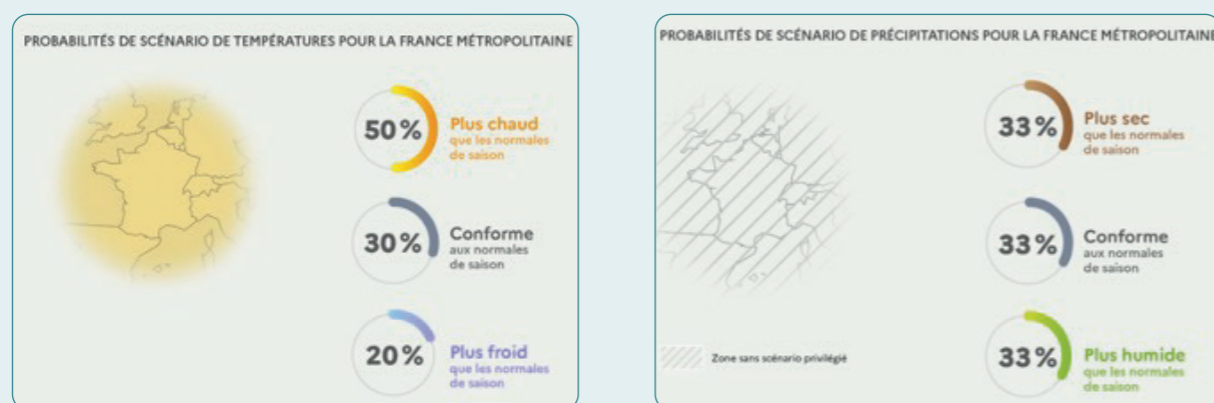 PROBABILITÉS DE SCÉNARIO DE TEMPÉRATURES POUR LA FRANCE MÉTROPOLITAINE
50%
Plus chaud
que les normales
de saison
30%
Conforme
aux normales
de saison
20%
Plus froid
que les normales
de saison
PROBABILITÉS DE SCÉNARIO DE PRÉCIPITATIONS POUR LA FRANCE MÉTROPOLITAINE
33%
Plus sec
que les normales
de saison
33%
Conforme
aux normales
de saison
Zone sans scénario privilégié
33%
Plus humide
que les normales
de saison